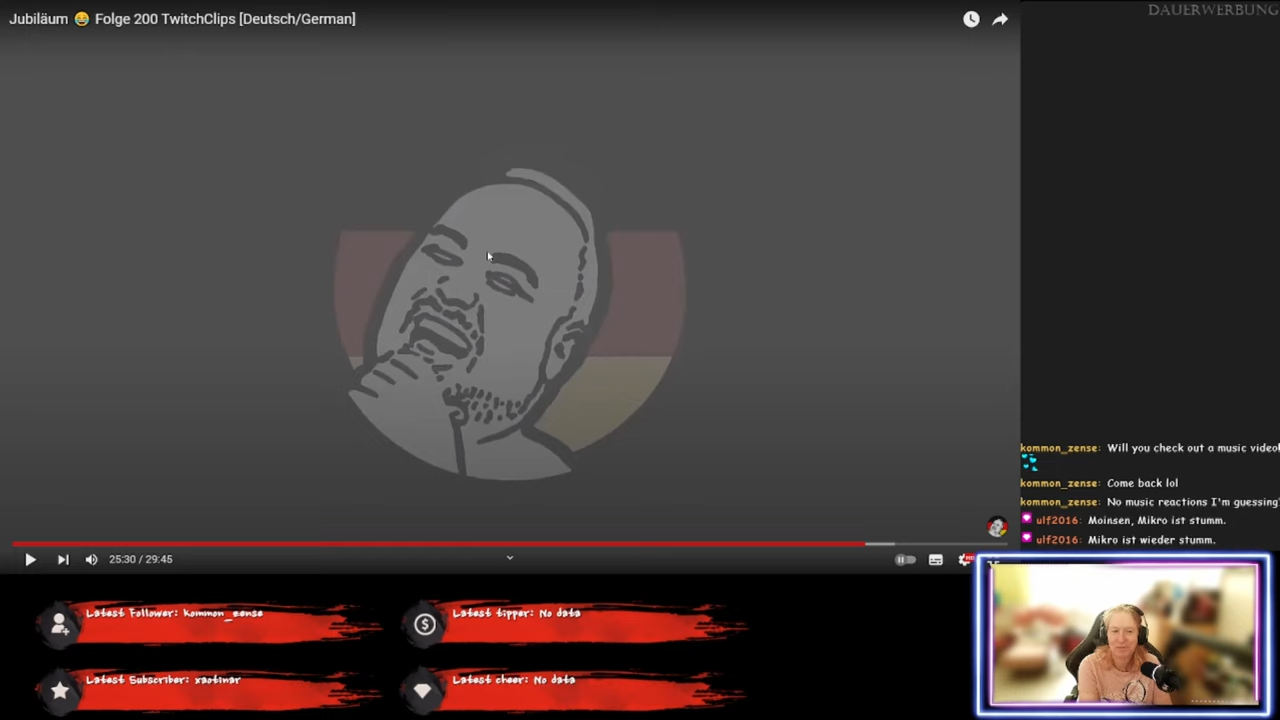 Jubiläum 😂 Folge 200 TwitchClips [Deutsch/German]
DAUERWERBUNG
kommon_zense: Will you check out a music video
kommon_zense: Come back lol
kommon_zense: No music reactions I'm guessing?
ulf2016: Moinsen, Mikro ist stumm.
ulf2016: Mikro ist wieder stumm.
25:30 / 29:45
Latest Follower: kommon_zense
Latest tipper: No data
Latest Subscriber: xaotinar
Latest cheer: No data